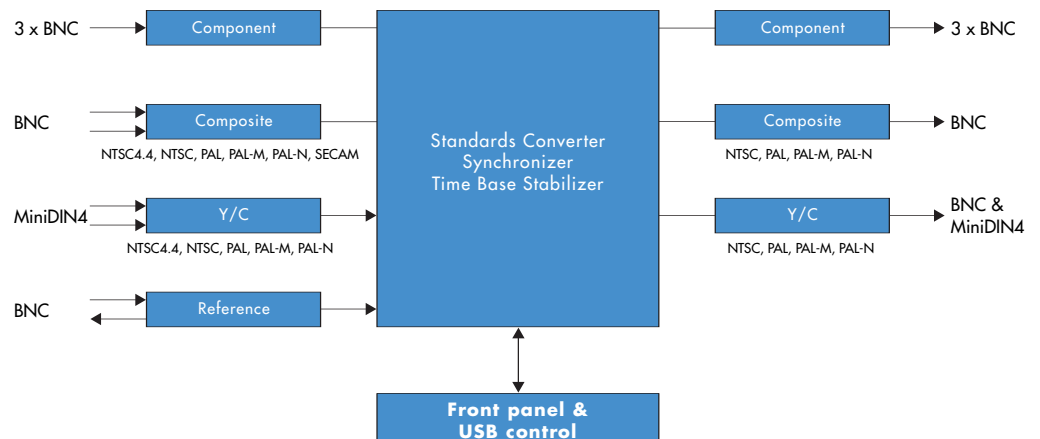 3 x BNC
Component
Component
3 x BNC
BNC
Composite
NTSC4.4, NTSC, PAL, PAL-M, PAL-N, SECAM
Standards Converter
Synchronizer
Time Base Stabilizer
Composite
NTSC, PAL, PAL-M, PAL-N
BNC
MiniDIN4
Y/C
NTSC4.4, NTSC, PAL, PAL-M, PAL-N
Y/C
NTSC, PAL, PAL-M, PAL-N
BNC &
MiniDIN4
BNC
Reference
Front panel &
USB control